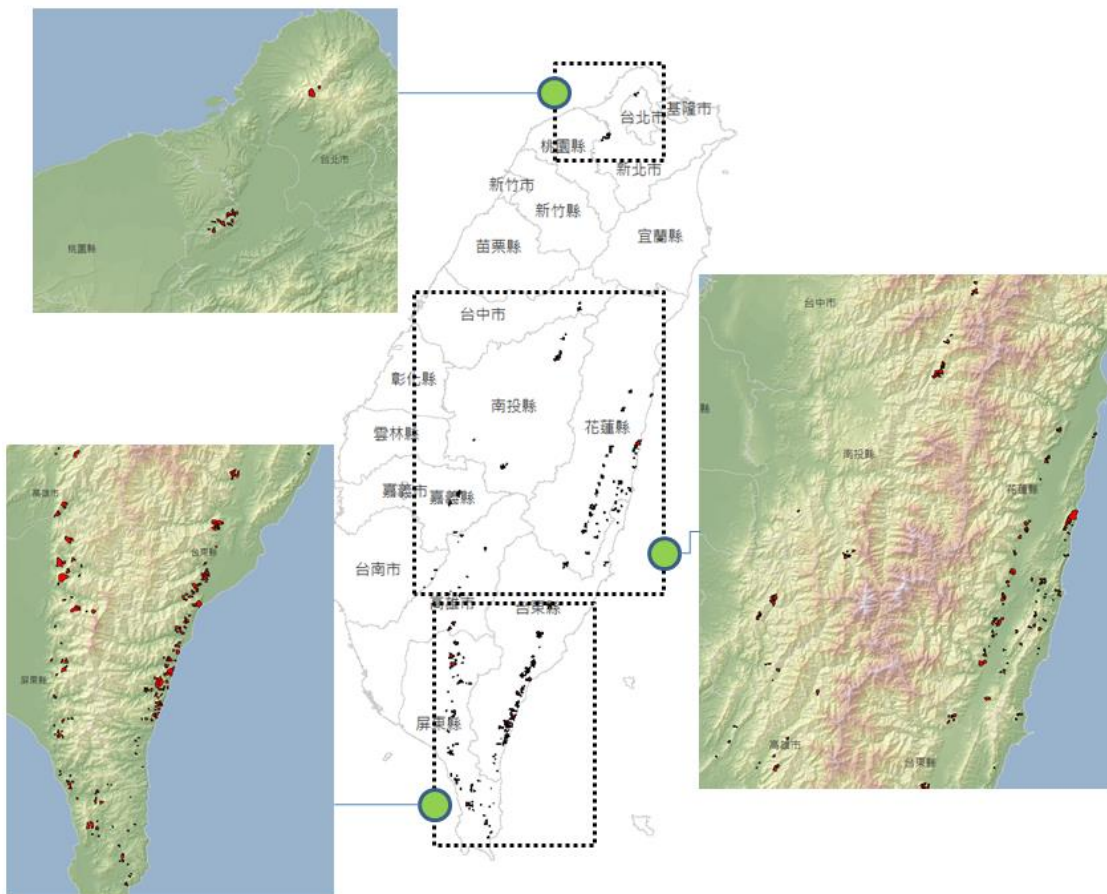 台北市
桃園縣
台北市
基隆市
桃園縣
新北市
新竹市
新竹縣
苗栗縣
宜蘭縣
台中市
彰化縣
南投縣
花蓮縣
雲林縣
嘉義市
嘉義縣
台南市
高雄市
台東縣
屏東縣
台中市
南投縣
花蓮縣
高雄市
台東縣
高雄市
台東縣
屏東縣